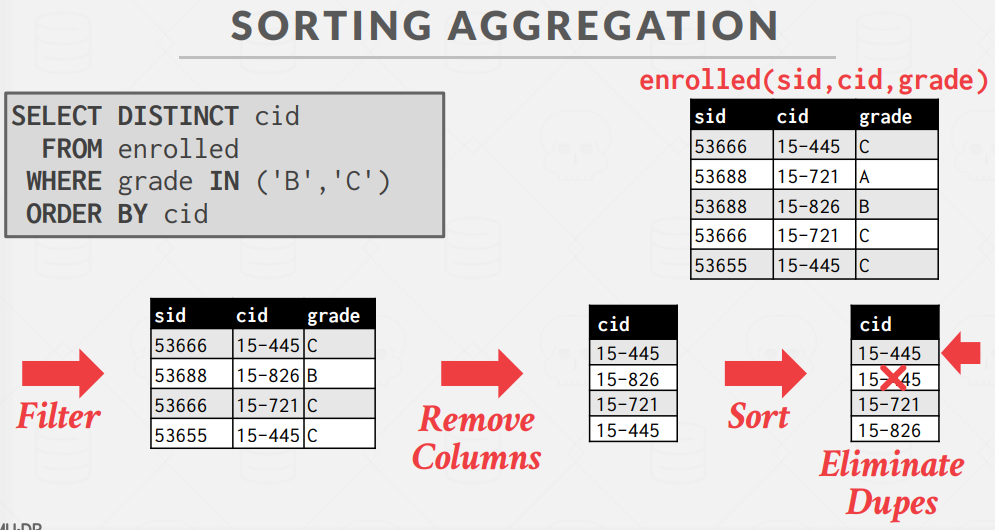 SORTING AGGREGATION
enrolled(sid,cid,grade)
SELECT DISTINCT cid
FROM enrolled
WHERE grade IN ('B','C')
ORDER BY cid
sid cid grade
53666 15-445 C
53688 15-721 A
53688 15-826 B
53666 15-721 C
53655 15-445 C
Filter
sid cid grade
53666 15-445 C
53688 15-826 B
53666 15-721 C
53655 15-445 C
Remove
Columns
cid
15-445
15-826
15-721
15-445
Sort
cid
15-445
15-445
15-721
15-826
Eliminate
Dupes